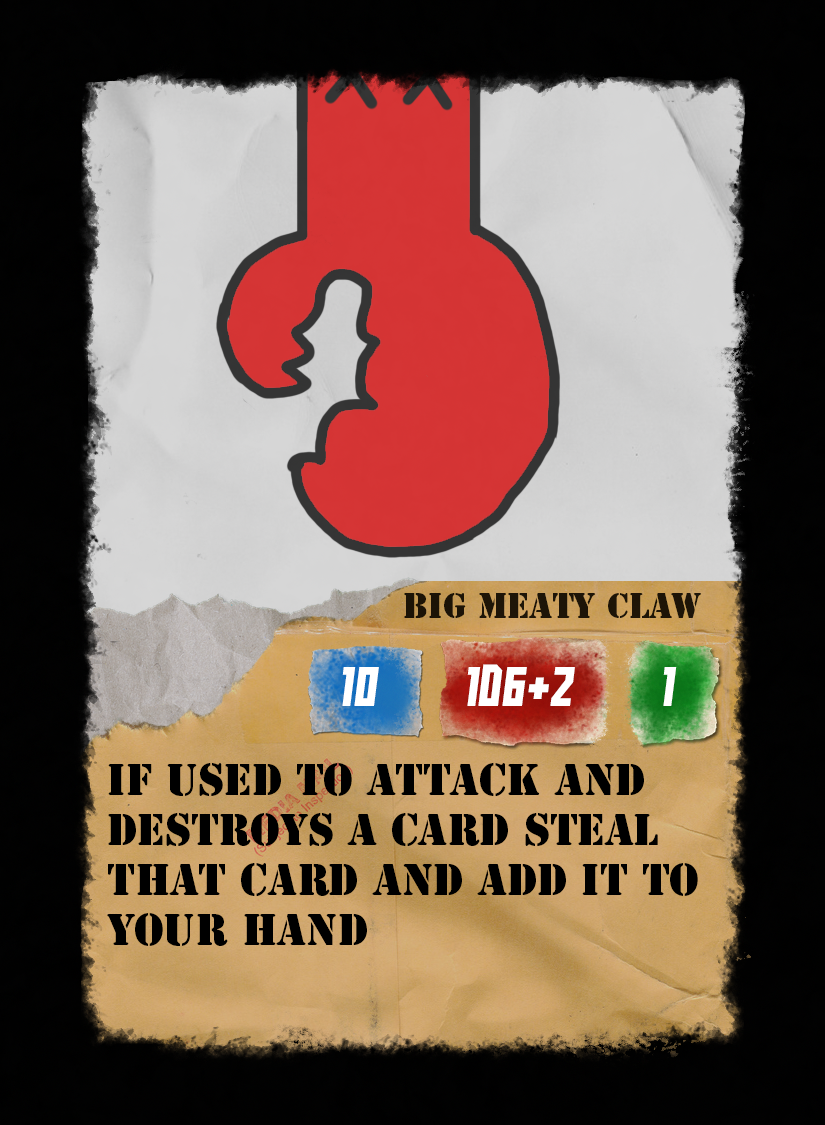 BIG MEATY CLAW
10 1D6+2 1
IF USED TO ATTACK AND
DESTROYS A CARD STEAL
THAT CARD AND ADD IT TO
YOUR HAND